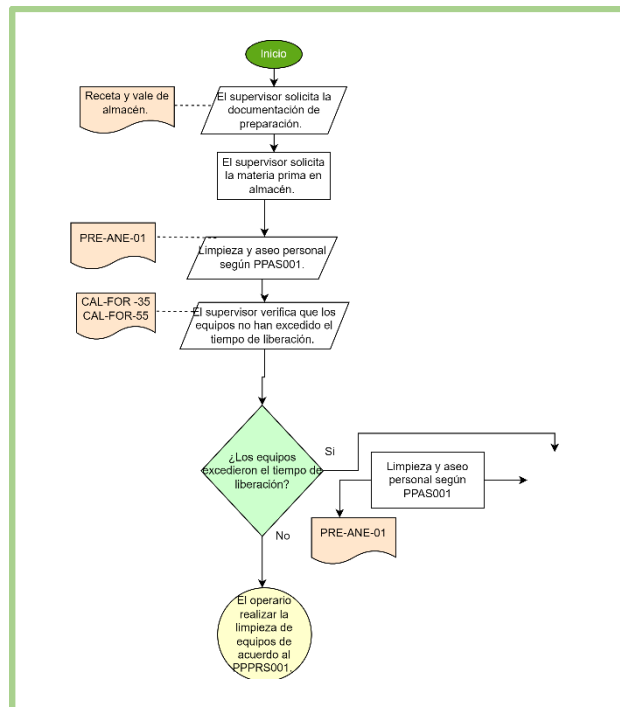 Inicio
Receta y vale de
almacén.
El supervisor solicita la
documentación de
preparación.
El supervisor solicita
la materia prima en
almacén.
PRE-ANE-01
Limpieza y aseo personal
según PPAS001.
CAL-FOR -35
CAL-FOR-55
El supervisor verifica que los
equipos no han excedido el
tiempo de liberación.
¿Los equipos
excedieron el tiempo de
liberación?
Si
Limpieza y aseo
personal según
PPAS001
PRE-ANE-01
No
El operario
realizar la
limpieza de
equipos de
acuerdo al
PPPRS001.